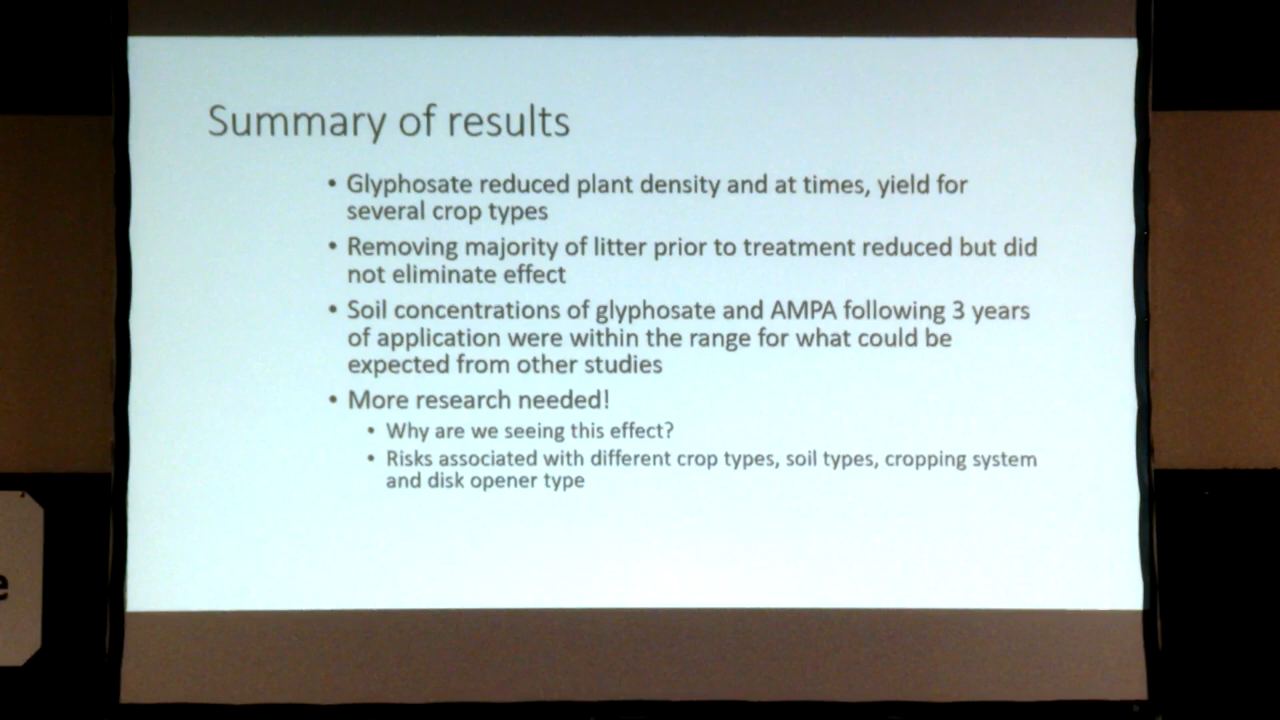 Summary of results
• Glyphosate reduced plant density and at times, yield for
several crop types
• Removing majority of litter prior to treatment reduced but did
not eliminate effect
• Soil concentrations of glyphosate and AMPA following 3 years
of application were within the range for what could be
expected from other studies
• More research needed!
• Why are we seeing this effect?
• Risks associated with different crop types, soil types, cropping system
and disk opener type
e